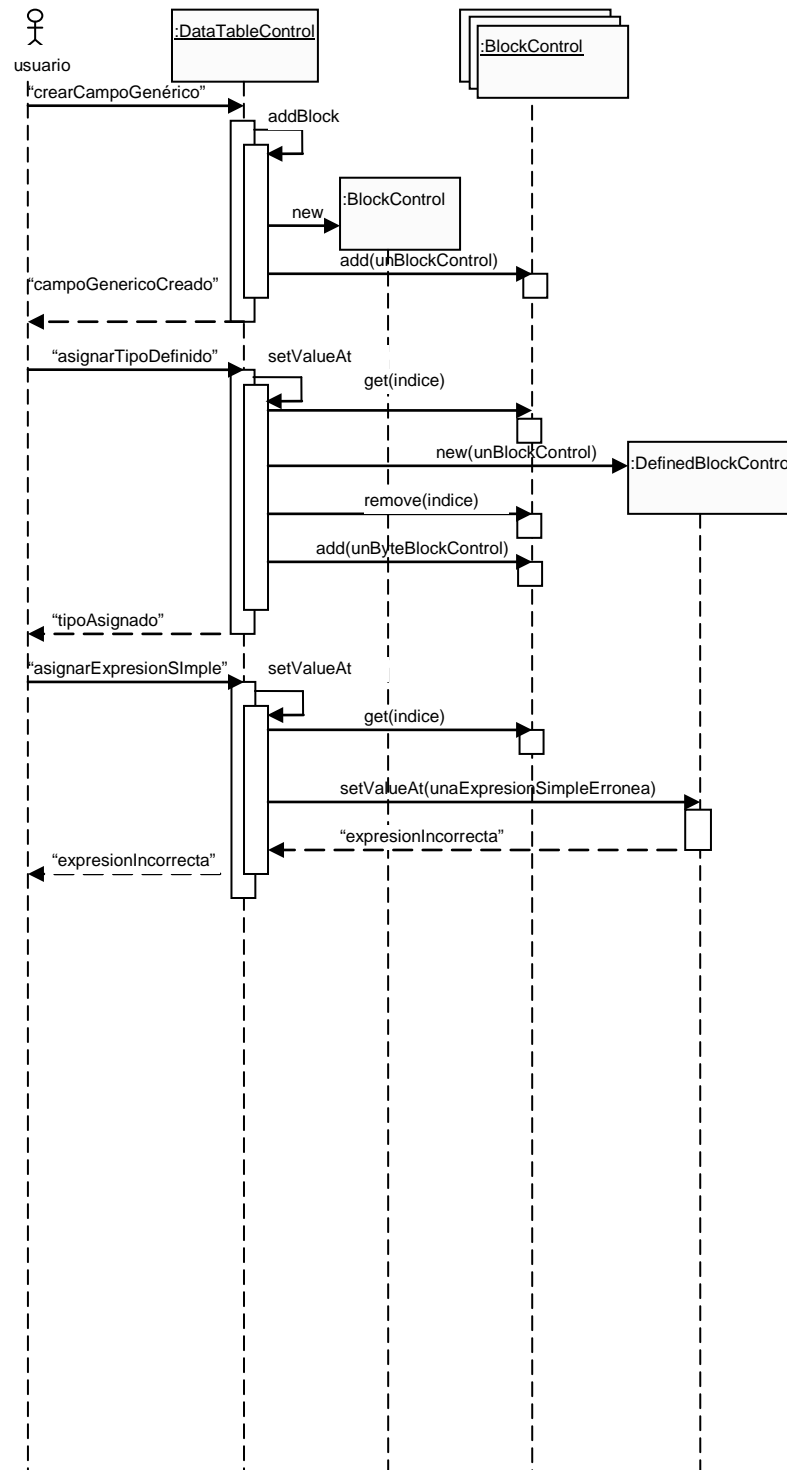 :DataTableControl
:BlockControl
usuario
“crearCampoGenérico”
addBlock
:BlockControl
new
add(unBlockControl)
“campoGenericoCreado”
“asignarTipoDefinido”
setValueAt
get(indice)
new(unBlockControl)
:DefinedBlockControl
remove(indice)
add(unByteBlockControl)
“tipoAsignado”
“asignarExpresionSImple”
setValueAt
get(indice)
setValueAt(unaExpresionSimpleErronea)
“expresionIncorrecta”
“expresionIncorrecta”